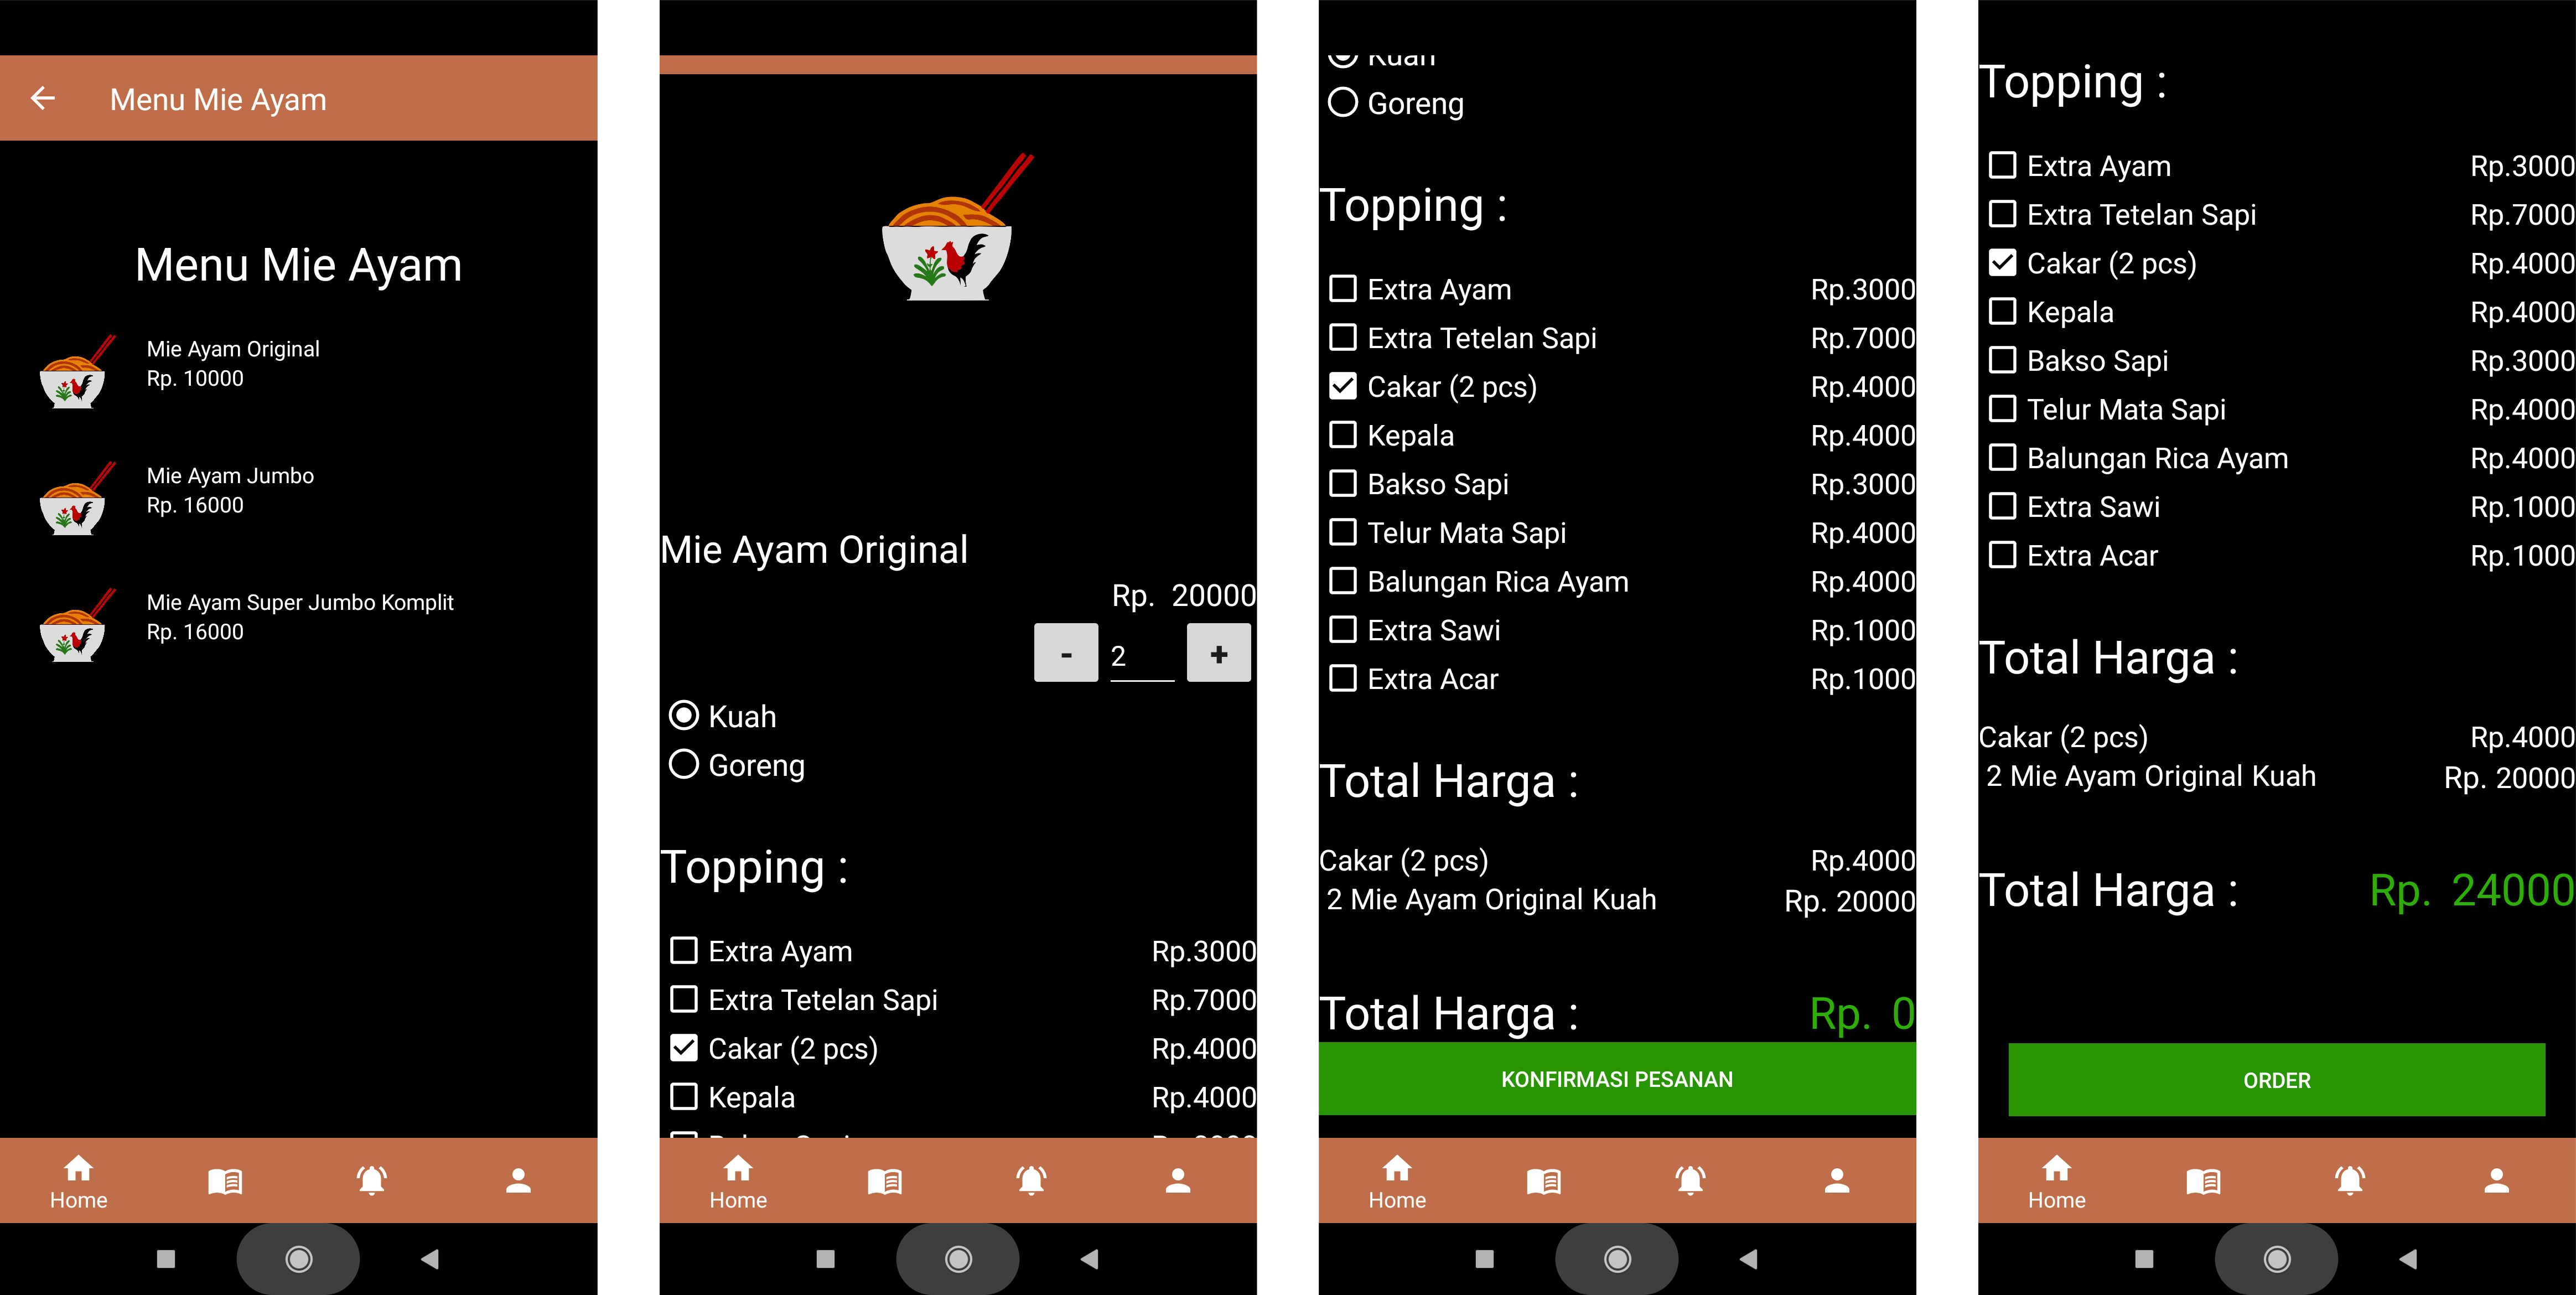 Menu Mie Ayam
Menu Mie Ayam
Mie Ayam Original
Rp. 10000
Mie Ayam Jumbo
Rp. 16000
Mie Ayam Super Jumbo Komplit
Rp. 16000
Home
Mie Ayam Original
Rp. 20000
- 2 +
Kuah
Goreng
Topping :
Extra Ayam Rp.3000
Extra Tetelan Sapi Rp.7000
Cakar (2 pcs) Rp.4000
Kepala Rp.4000
Home
Kuah
Goreng
Topping :
Extra Ayam Rp.3000
Extra Tetelan Sapi Rp.7000
Cakar (2 pcs) Rp.4000
Kepala Rp.4000
Bakso Sapi Rp.3000
Telur Mata Sapi Rp.4000
Balungan Rica Ayam Rp.4000
Extra Sawi Rp.1000
Extra Acar Rp.1000
Total Harga :
Cakar (2 pcs) Rp.4000
2 Mie Ayam Original Kuah Rp. 20000
Total Harga : Rp. 0
KONFIRMASI PESANAN
Home
Topping :
Extra Ayam Rp.3000
Extra Tetelan Sapi Rp.7000
Cakar (2 pcs) Rp.4000
Kepala Rp.4000
Bakso Sapi Rp.3000
Telur Mata Sapi Rp.4000
Balungan Rica Ayam Rp.4000
Extra Sawi Rp.1000
Extra Acar Rp.1000
Total Harga :
Cakar (2 pcs) Rp.4000
2 Mie Ayam Original Kuah Rp. 20000
Total Harga : Rp. 24000
ORDER
Home